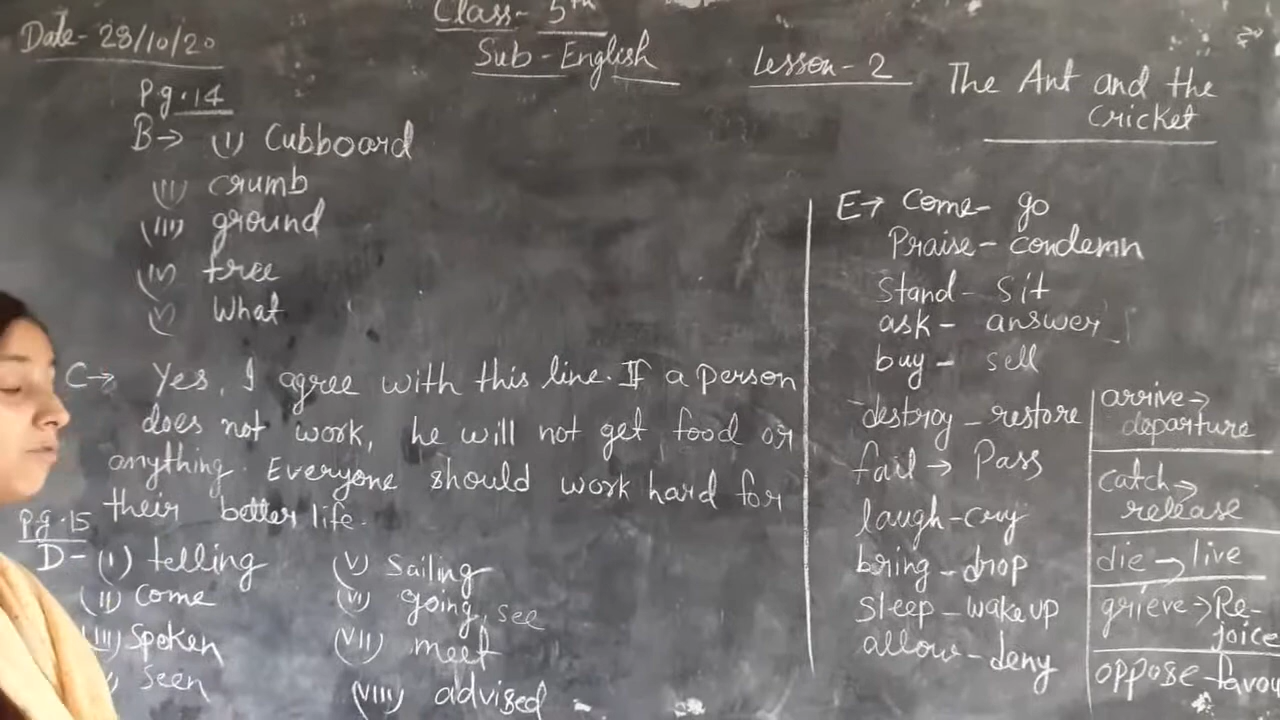 Class- 5th
Date- 28/10/20
Sub-English
Lesson-2
The Ant and the
Cricket
Pg.14
B→ (i) Cubboard
(ii) crumb
(iii) ground
(iv) tree
(v) What
C→ Yes, I agree with this line. If a person
does not work, he will not get food or
anything. Everyone should work hard for
their better life.
Pg.15
D- (i) telling
(ii) Come
(iii) Spoken
Seen
(v) Sailing
(vi) going, see
(vii) meet
(viii) advised
E→ Come- go
Praise- condemn
Stand- Sit
ask- answer
buy- sell
destroy- restore
fail → Pass
laugh-cry
bring-drop
Sleep-wake up
allow-deny
arrive→
departure
catch→
release
die → live
grieve→Re-
joice
oppose-favou